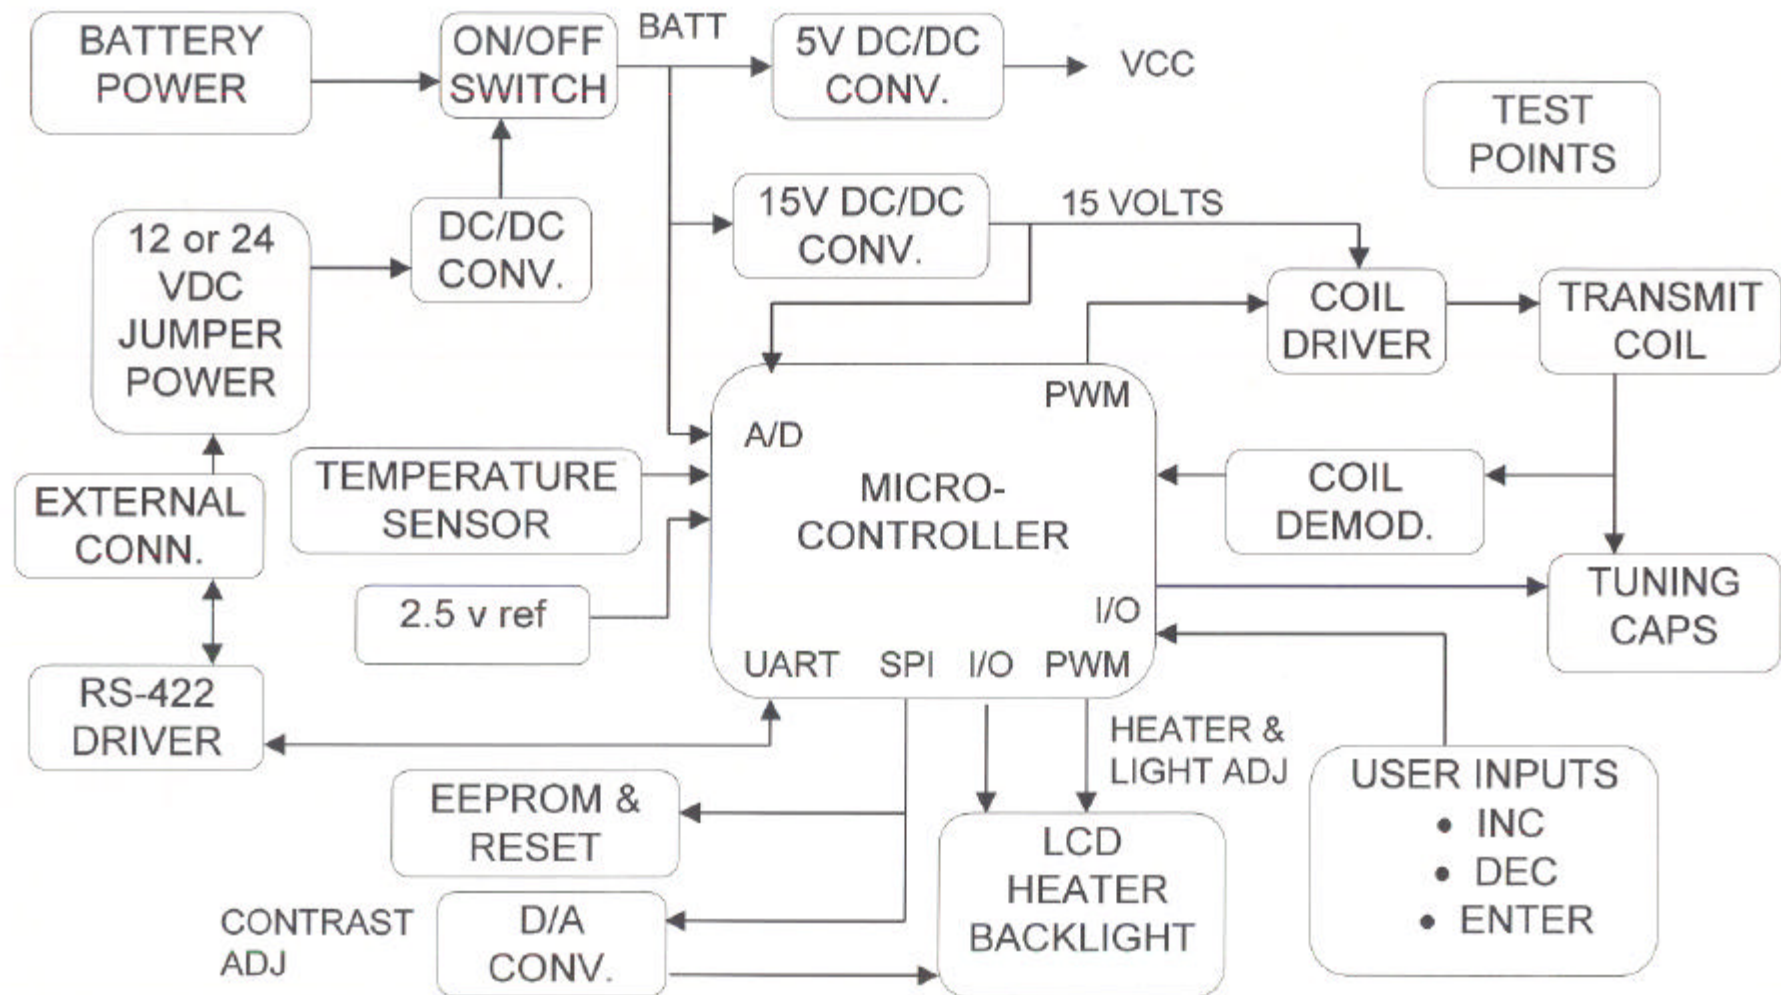 BATTERY
POWER
ON/OFF
SWITCH
BATT
5V DC/DC
CONV.
VCC
TEST
POINTS
12 or 24
VDC
JUMPER
POWER
DC/DC
CONV.
15V DC/DC
CONV.
15 VOLTS
COIL
DRIVER
TRANSMIT
COIL
PWM
A/D
MICRO-
CONTROLLER
I/O
UART SPI I/O PWM
TEMPERATURE
SENSOR
EXTERNAL
CONN.
COIL
DEMOD.
2.5 v ref
TUNING
CAPS
RS-422
DRIVER
HEATER &
LIGHT ADJ
USER INPUTS
• INC
• DEC
• ENTER
EEPROM &
RESET
LCD
HEATER
BACKLIGHT
CONTRAST
ADJ
D/A
CONV.